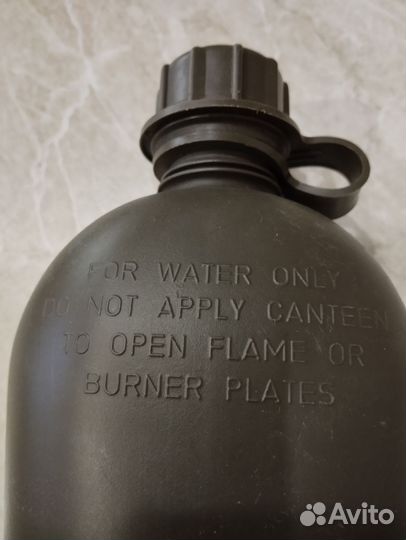 FOR WATER ONLY
DO NOT APPLY CANTEEN
TO OPEN FLAME OR
BURNER PLATES
Avito